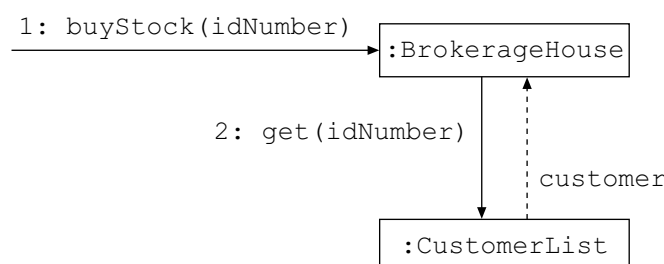 1: buyStock(idNumber)
:BrokerageHouse
2: get(idNumber)
customer
:CustomerList